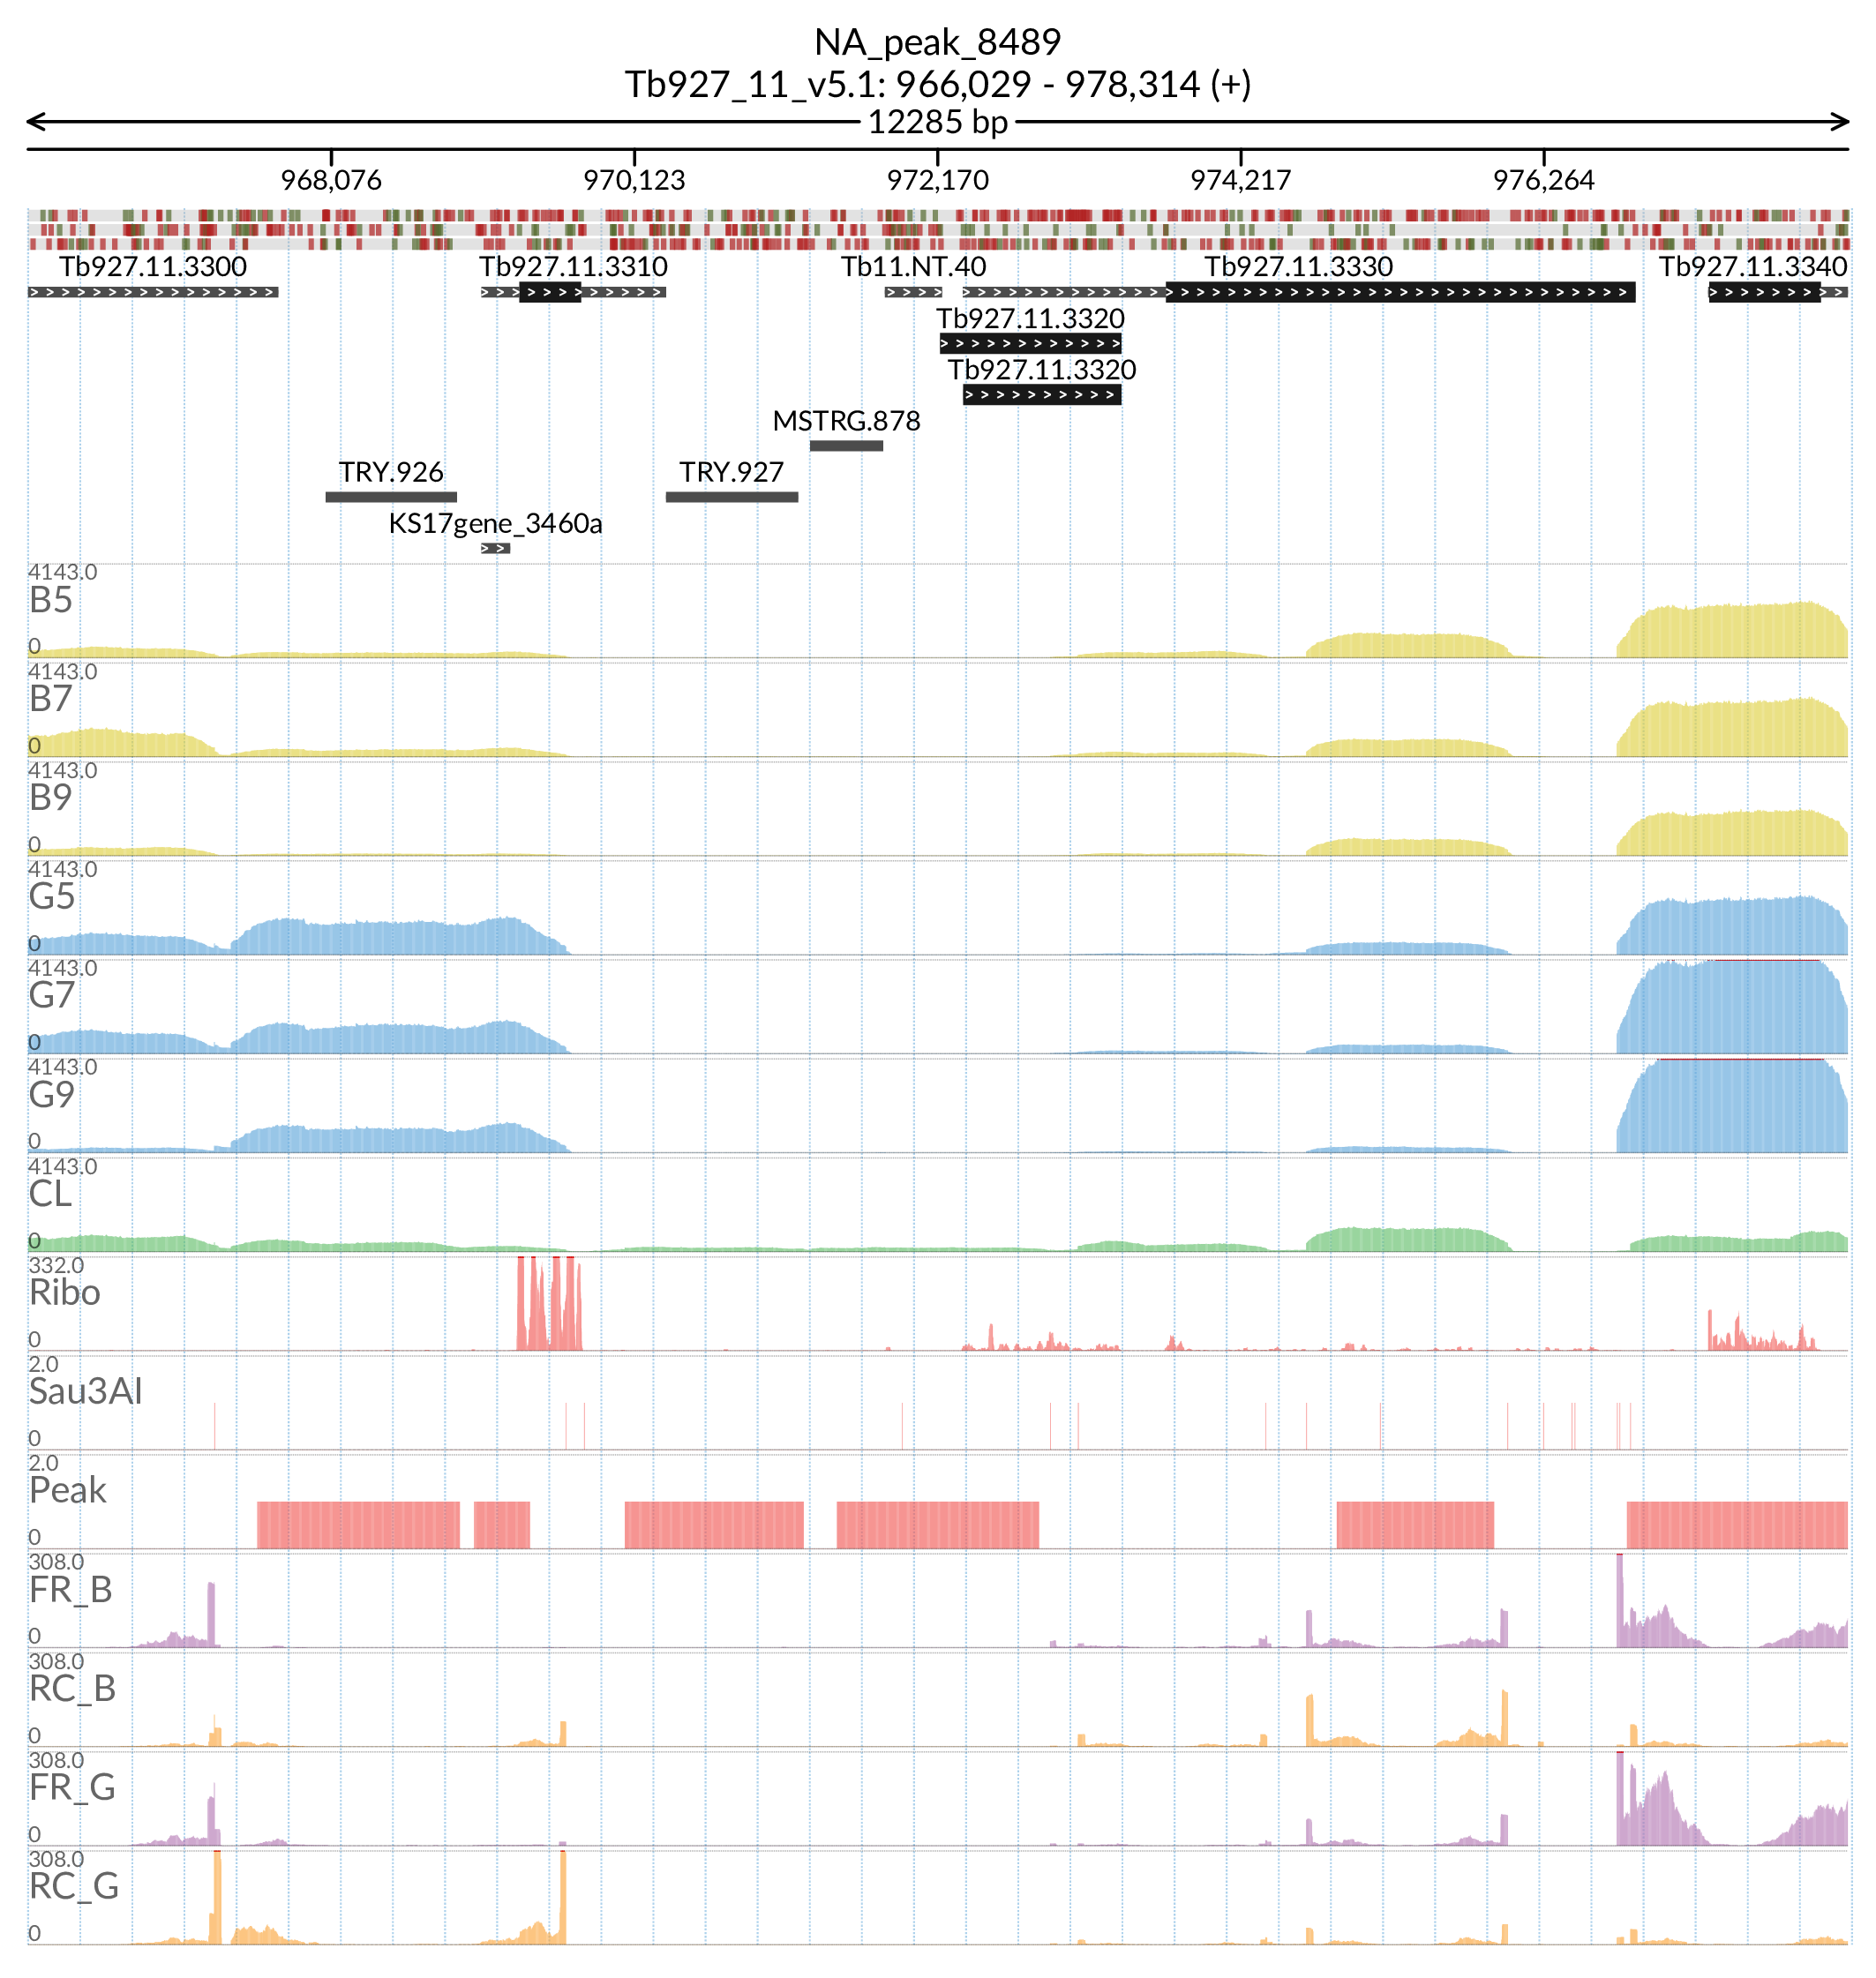 NA_peak_8489
Tb927_11_v5.1: 966,029 - 978,314 (+)
12285 bp
968,076 970,123 972,170 974,217 976,264
Tb927.11.3300 Tb927.11.3310 Tb11.NT.40 Tb927.11.3330 Tb927.11.3340
Tb927.11.3320
Tb927.11.3320
MSTRG.878
TRY.926 TRY.927
KS17gene_3460a
4143.0
B5
0
4143.0
B7
0
4143.0
B9
0
4143.0
G5
0
4143.0
G7
0
4143.0
G9
0
4143.0
CL
0
332.0
Ribo
0
2.0
Sau3AI
0
2.0
Peak
0
308.0
FR_B
0
308.0
RC_B
0
308.0
FR_G
0
308.0
RC_G
0